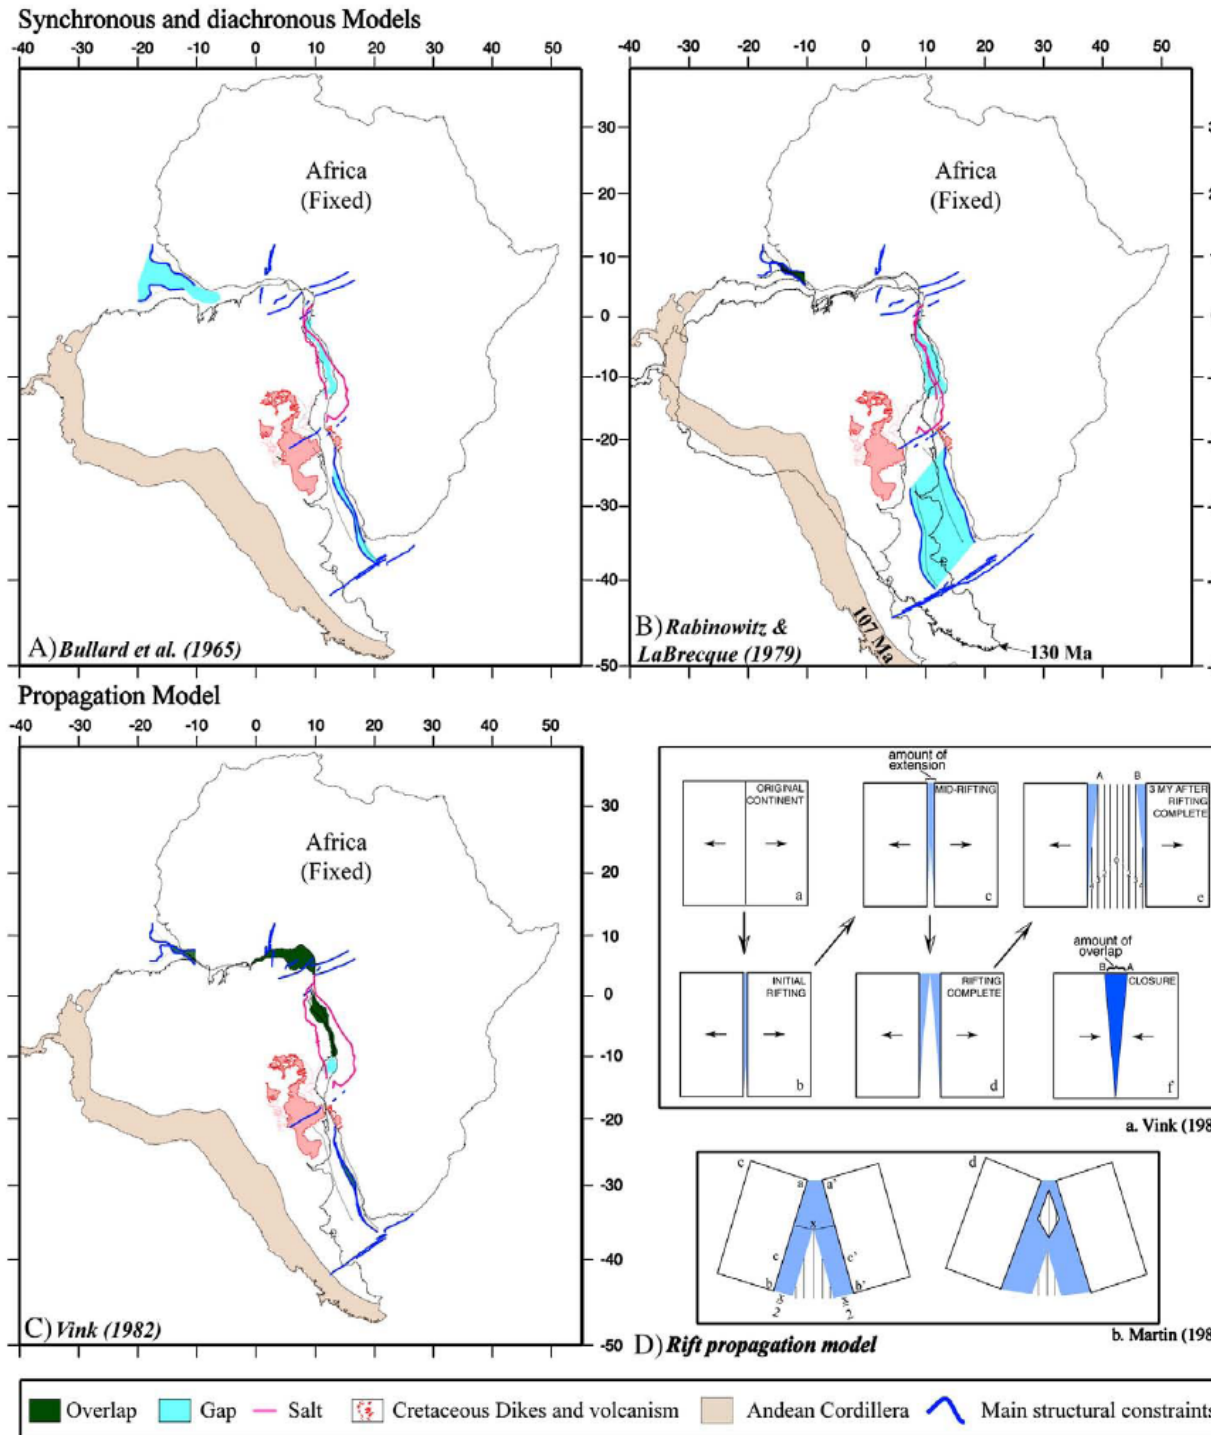 Synchronous and diachronous Models
-40 -30 -20 -10 0 10 20 30 40 50
-40 -30 -20 -10 0 10 20 30 40 50
Africa
(Fixed)
30
20
10
0
-10
-20
-30
-40
-50
A) Bullard et al. (1965)
Africa
(Fixed)
107 Ma
130 Ma
B) Rabinowitz &
LaBrecque (1979)
Propagation Model
-40 -30 -20 -10 0 10 20 30 40 50
Africa
(Fixed)
30
20
10
0
-10
-20
-30
-40
-50
C) Vink (1982)
amount of
extension
ORIGINAL
CONTINENT
a
MID-RIFTING
c
A B
3 MY AFTER
RIFTING
COMPLETE
e
INITIAL
RIFTING
b
RIFTING
COMPLETE
d
amount of
overlap
B A
CLOSURE
f
a. Vink (198
c a a' x c c' b b'
d
b. Martin (198
D) Rift propagation model
Overlap Gap Salt Cretaceous Dikes and volcanism Andean Cordillera Main structural constraints